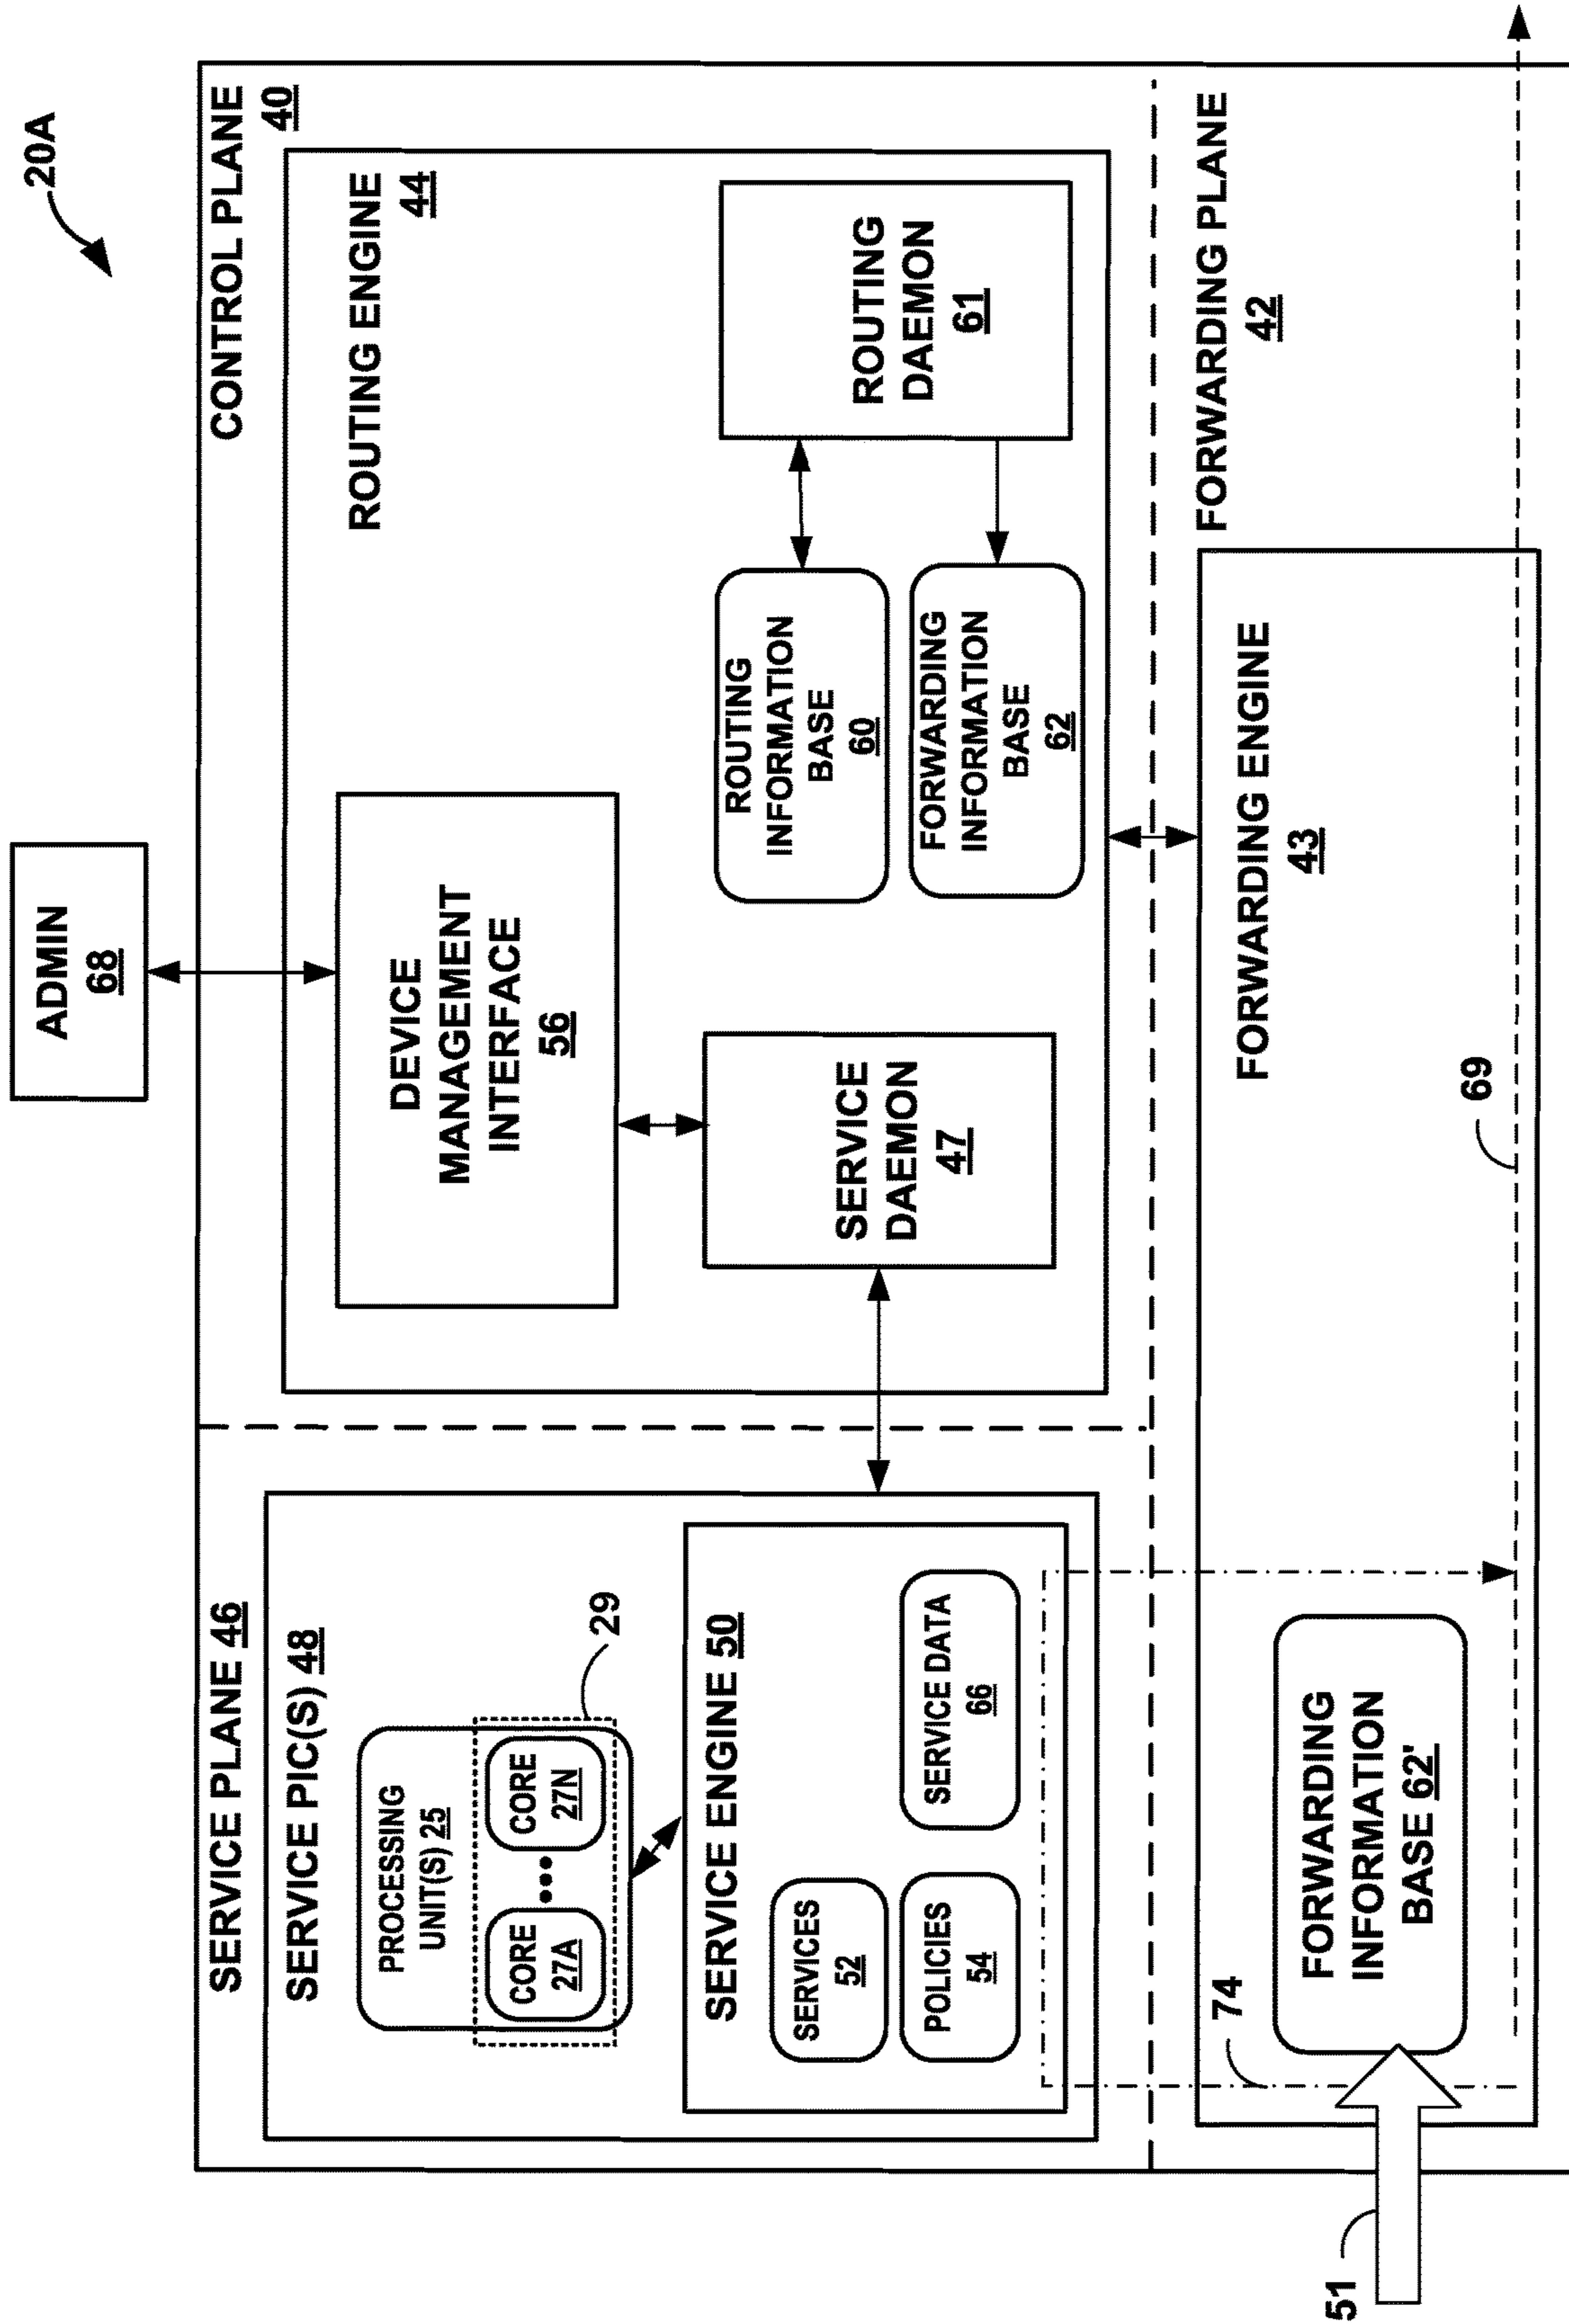 20A
ADMIN
68
CONTROL PLANE
40
ROUTING ENGINE
44
DEVICE
MANAGEMENT
INTERFACE
56
SERVICE
DAEMON
47
ROUTING
INFORMATION
BASE
60
FORWARDING
INFORMATION
BASE
62
ROUTING
DAEMON
61
SERVICE PLANE 46
SERVICE PIC(S) 48
PROCESSING
UNIT(S) 25
CORE
27A
•••
CORE
27N
29
SERVICE ENGINE 50
SERVICES
52
POLICIES
54
SERVICE DATA
66
FORWARDING PLANE
42
FORWARDING ENGINE
43
FORWARDING
INFORMATION
BASE 62'
74
69
51